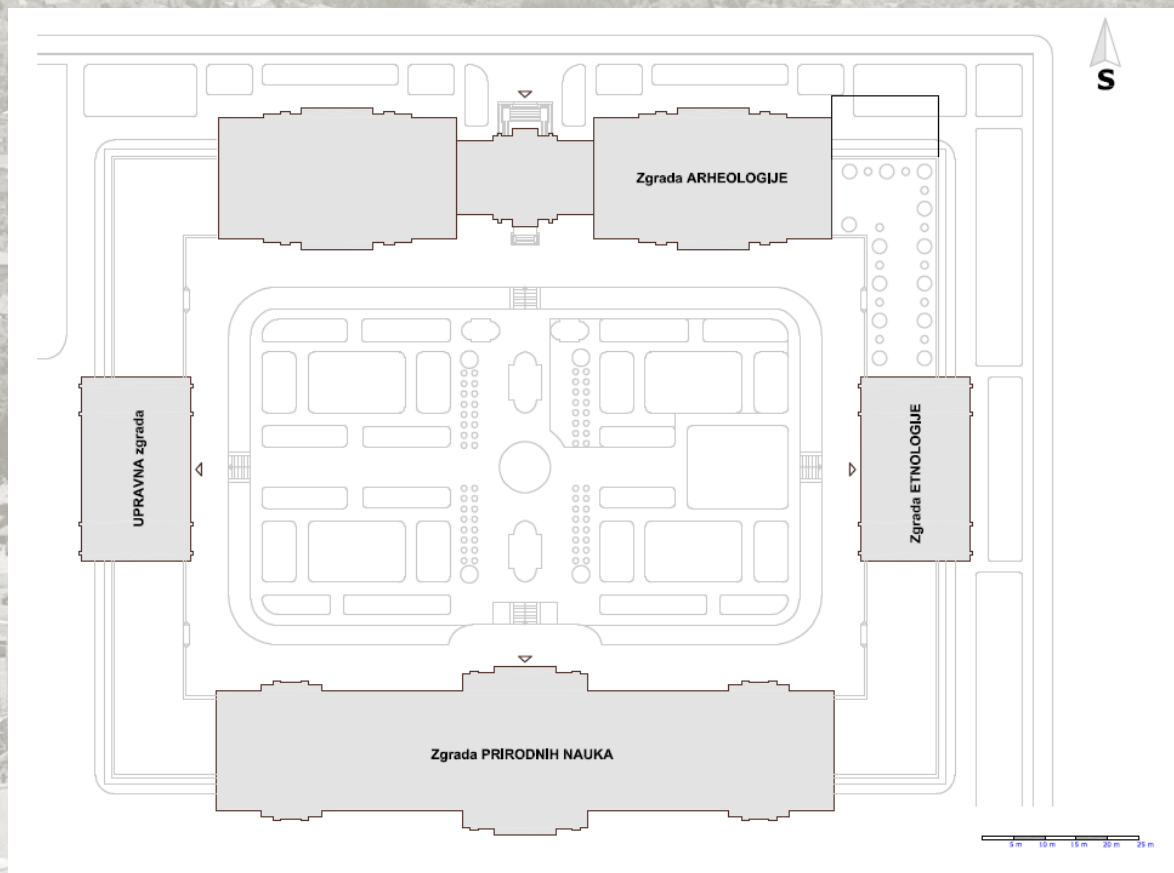 S
Zgrada ARHEOLOGIJE
UPRAVNA zgrada
Zgrada ETNOLOGIJE
Zgrada PRIRODNIH NAUKA
5 m 10 m 15 m 20 m 25 m